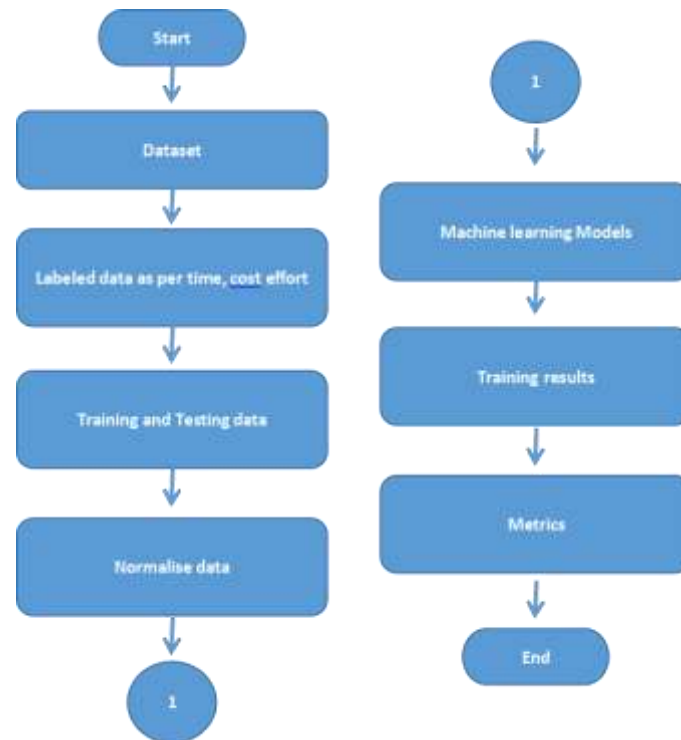 Start
Dataset
Labeled data as per time, cost effort
Training and Testing data
Normalise data
1
1
Machine learning Models
Training results
Metrics
End